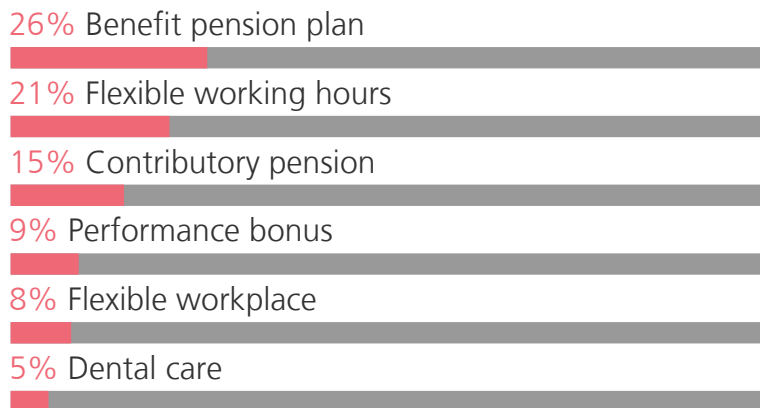 26% Benefit pension plan
21% Flexible working hours
15% Contributory pension
9% Performance bonus
8% Flexible workplace
5% Dental care